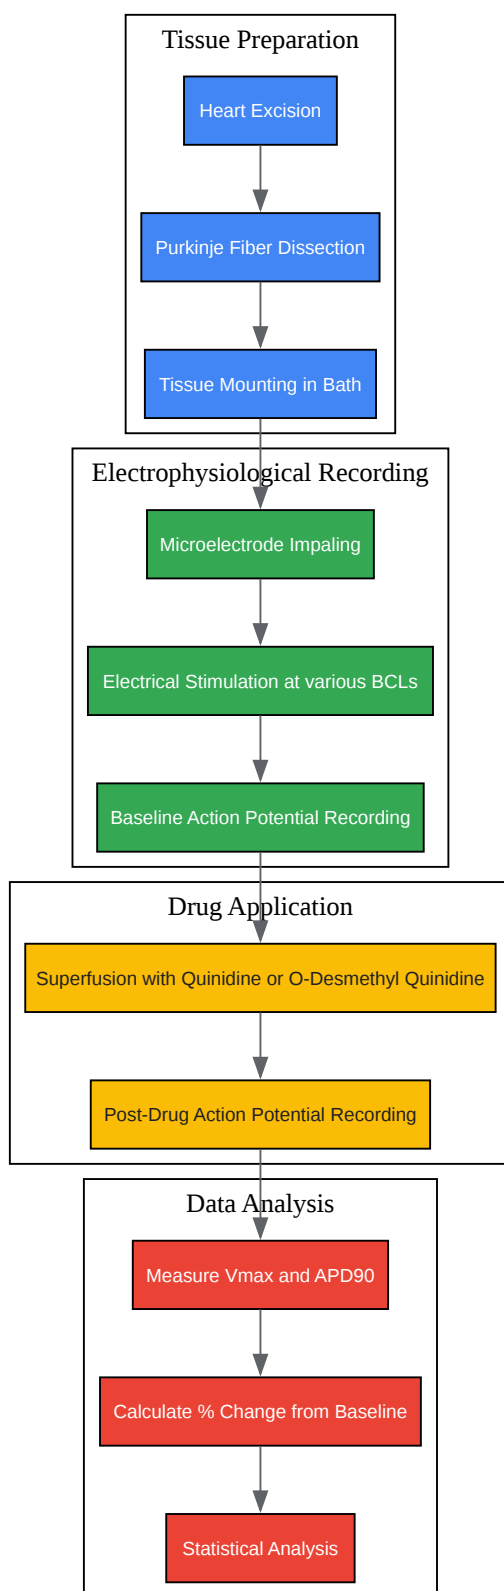 Tissue Preparation
Heart Excision
Purkinje Fiber Dissection
Tissue Mounting in Bath
Electrophysiological Recording
Microelectrode Impaling
Electrical Stimulation at various BCLs
Baseline Action Potential Recording
Drug Application
Superfusion with Quinidine or O-Desmethyl Quinidine
Post-Drug Action Potential Recording
Data Analysis
Measure Vmax and APD90
Calculate % Change from Baseline
Statistical Analysis